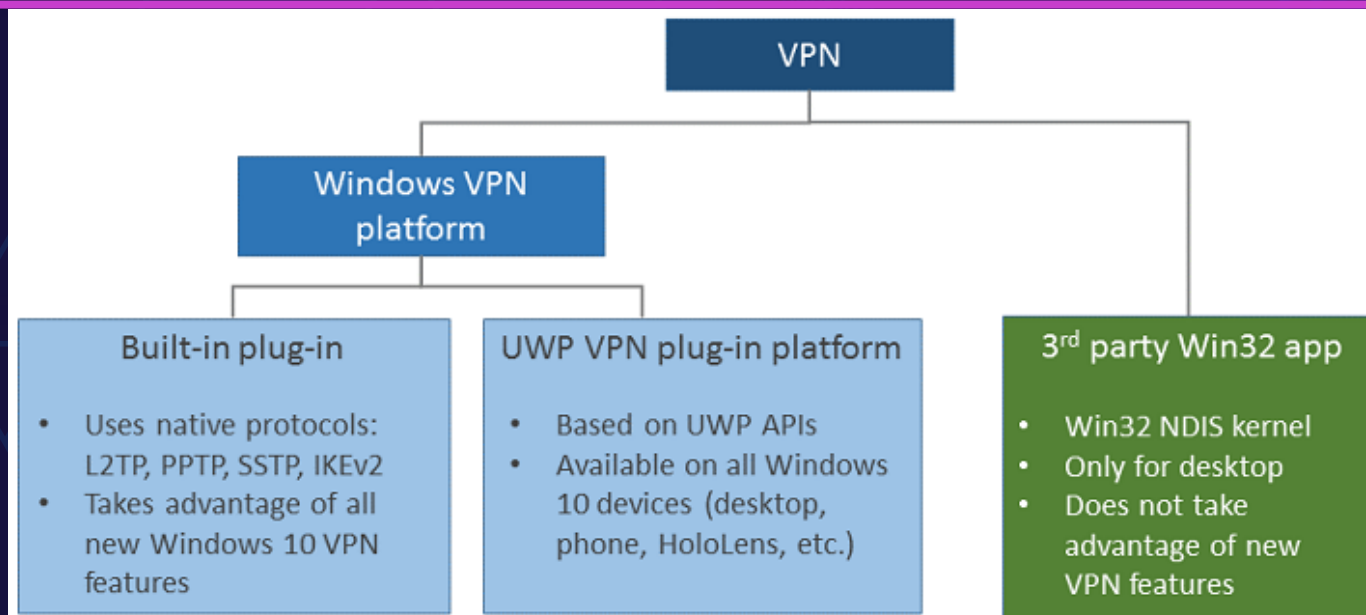 VPN
Windows VPN
platform
Built-in plug-in
• Uses native protocols:
L2TP, PPTP, SSTP, IKEv2
• Takes advantage of all
new Windows 10 VPN
features
UWP VPN plug-in platform
• Based on UWP APIs
• Available on all Windows
10 devices (desktop,
phone, HoloLens, etc.)
3rd party Win32 app
• Win32 NDIS kernel
• Only for desktop
• Does not take
advantage of new
VPN features